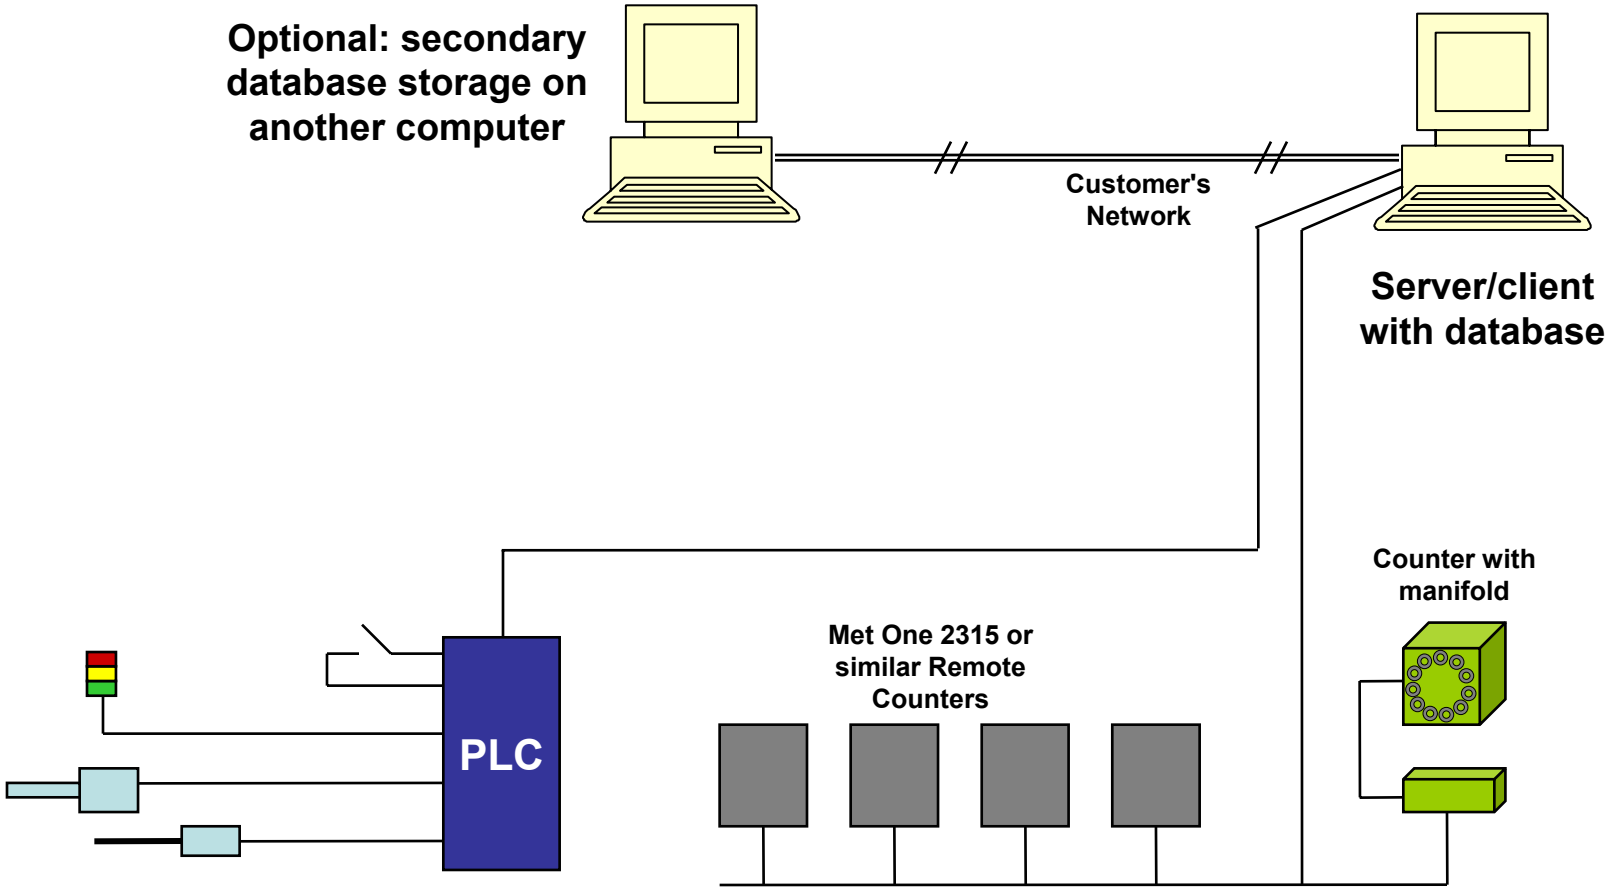 Optional: secondary
database storage on
another computer
Customer's
Network
Server/client
with database
Counter with
manifold
Met One 2315 or
similar Remote
Counters
PLC